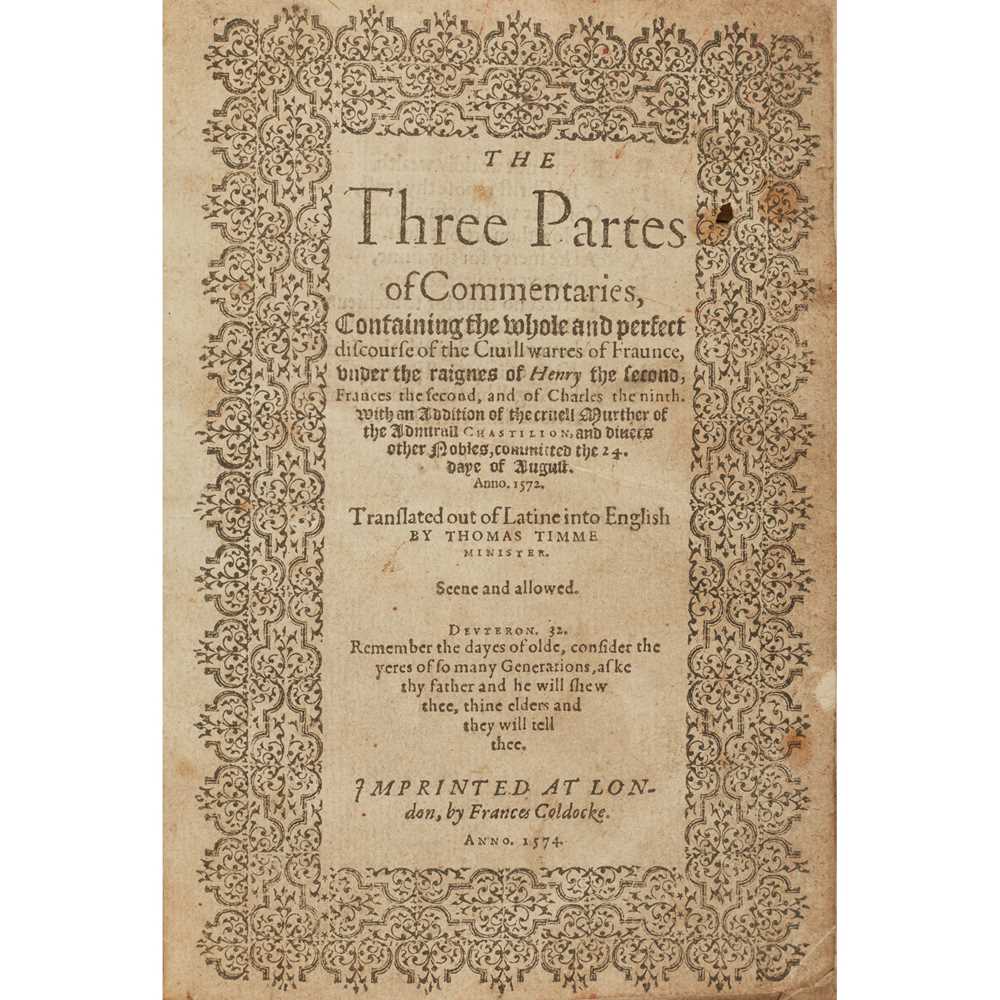 THE
Three Partes
of Commentaries,
Containing the whole and perfect
discourſe of the Ciuill warres of Fraunce,
vnder the raignes of Henry the ſecond,
Frances the ſecond, and of Charles the ninth.
With an Addition of the cruell Murther of
the Admirall CHASTILION, and diuers
other Nobles, committed the 24.
daye of Auguſt.
Anno. 1572.
Tranſlated out of Latine into Engliſh
BY THOMAS TIMME
MINISTER.
Seene and allowed.
DEVTERON. 32.
Remember the dayes of olde, conſider the
yeres of ſo many Generations, aſke
thy father and he will ſhew
thee, thine elders and
they will tell
thee.
IMPRINTED AT LON-
don, by Frances Coldocke.
ANNO. 1574.